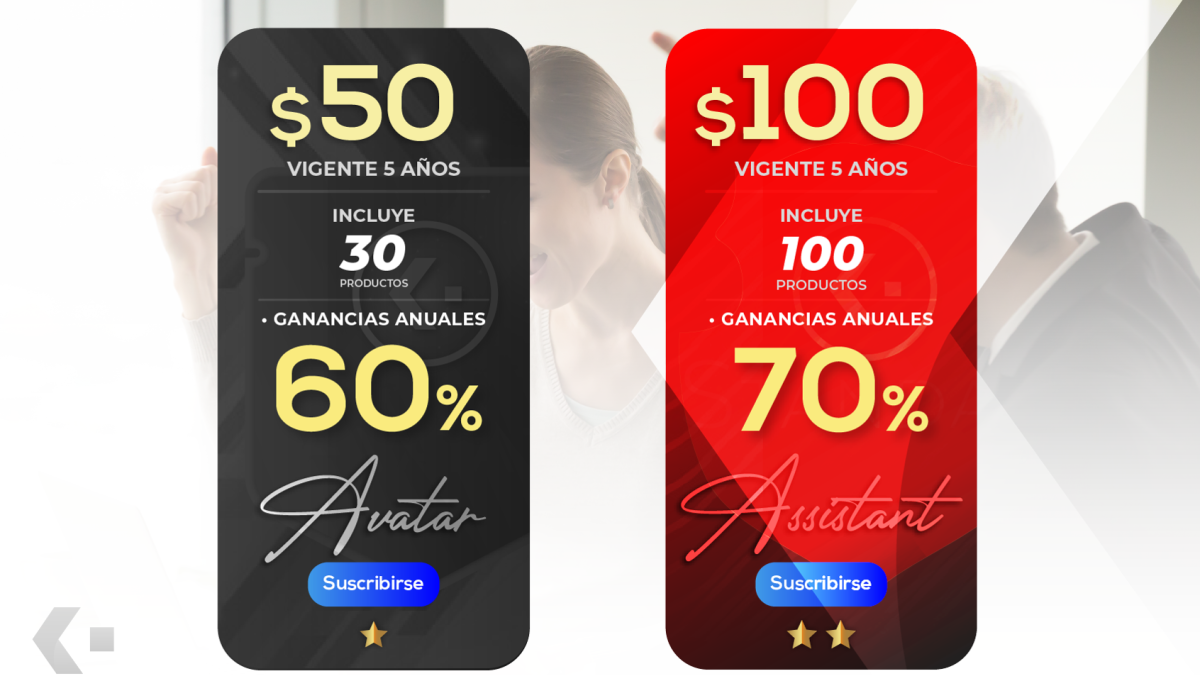 $50
VIGENTE 5 AÑOS
INCLUYE
30
PRODUCTOS
• GANANCIAS ANUALES
60%
Avatar
Suscribirse
$100
VIGENTE 5 AÑOS
INCLUYE
100
PRODUCTOS
• GANANCIAS ANUALES
70%
Assistant
Suscribirse